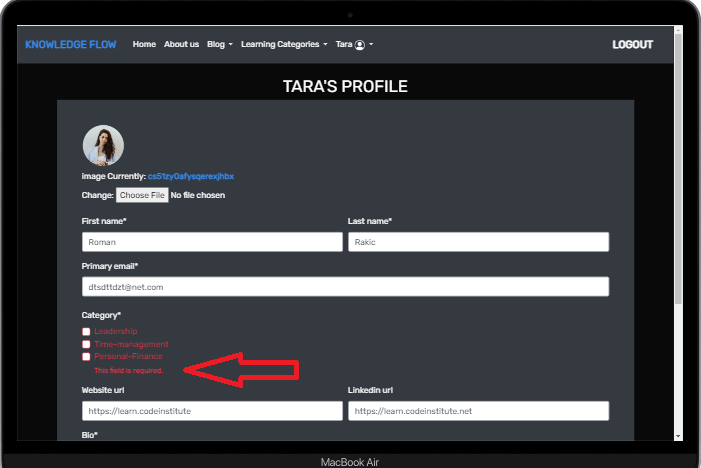 KNOWLEDGE FLOW Home About us Blog Learning Categories Tara LOGOUT
TARA'S PROFILE
image Currently: cs51zy0afysqerexjhbx
Change: Choose File No file chosen
First name* Last name*
Roman Rakic
Primary email*
dtsdttdzt@net.com
Category*
Leadership
Time-management
Personal-Finance
This field is required.
Website url Linkedin url
https://learn.codeinstitute https://learn.codeinstitute.net
Bio*
MacBook Air